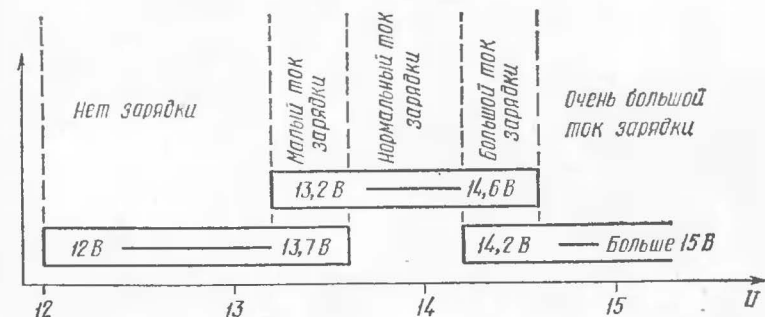 Нет зарядки
Малый ток
зарядки
Нормальный ток
зарядки
Большой ток
зарядки
Очень большой
ток зарядки
13,2 В — 14,6 В
12 В — 13,7 В
14,2 В — Больше 15 В
12 13 14 15 U